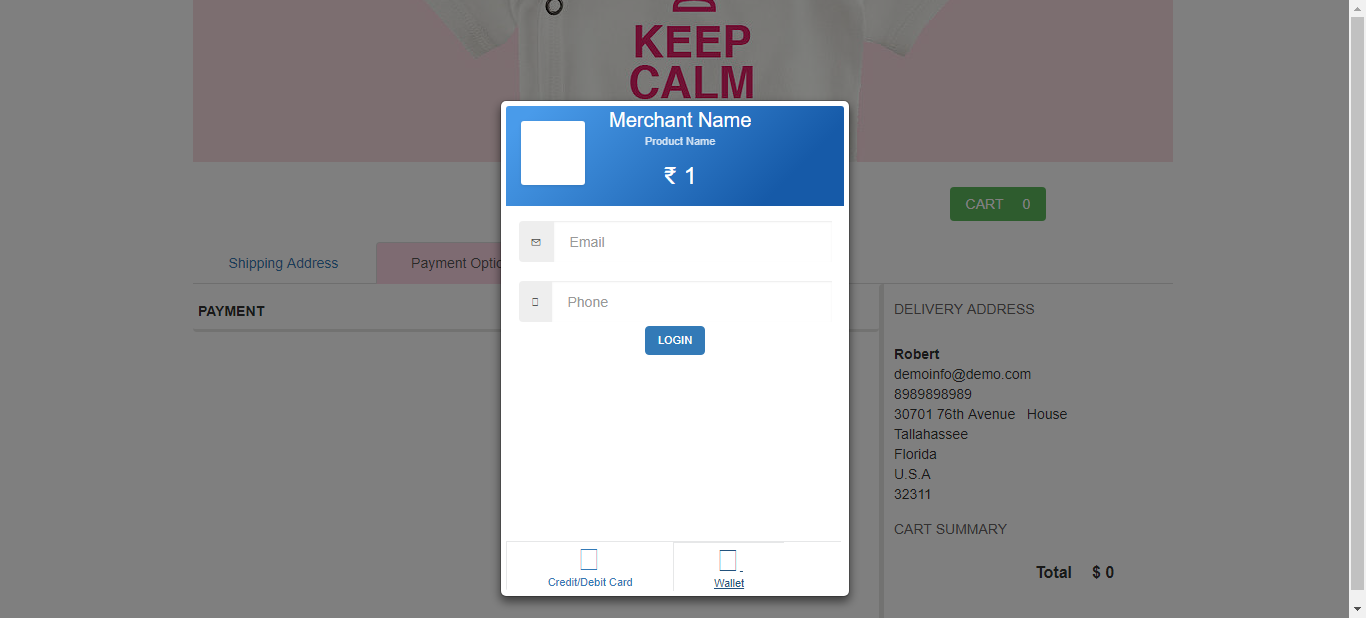 KEEP
CALM
Merchant Name
Product Name
₹ 1
CART 0
Email
Shipping Address
Payment Optio
Phone
PAYMENT
LOGIN
DELIVERY ADDRESS
Robert
demoinfo@demo.com
8989898989
30701 76th Avenue House
Tallahassee
Florida
U.S.A
32311
CART SUMMARY
Total $ 0
Credit/Debit Card
Wallet